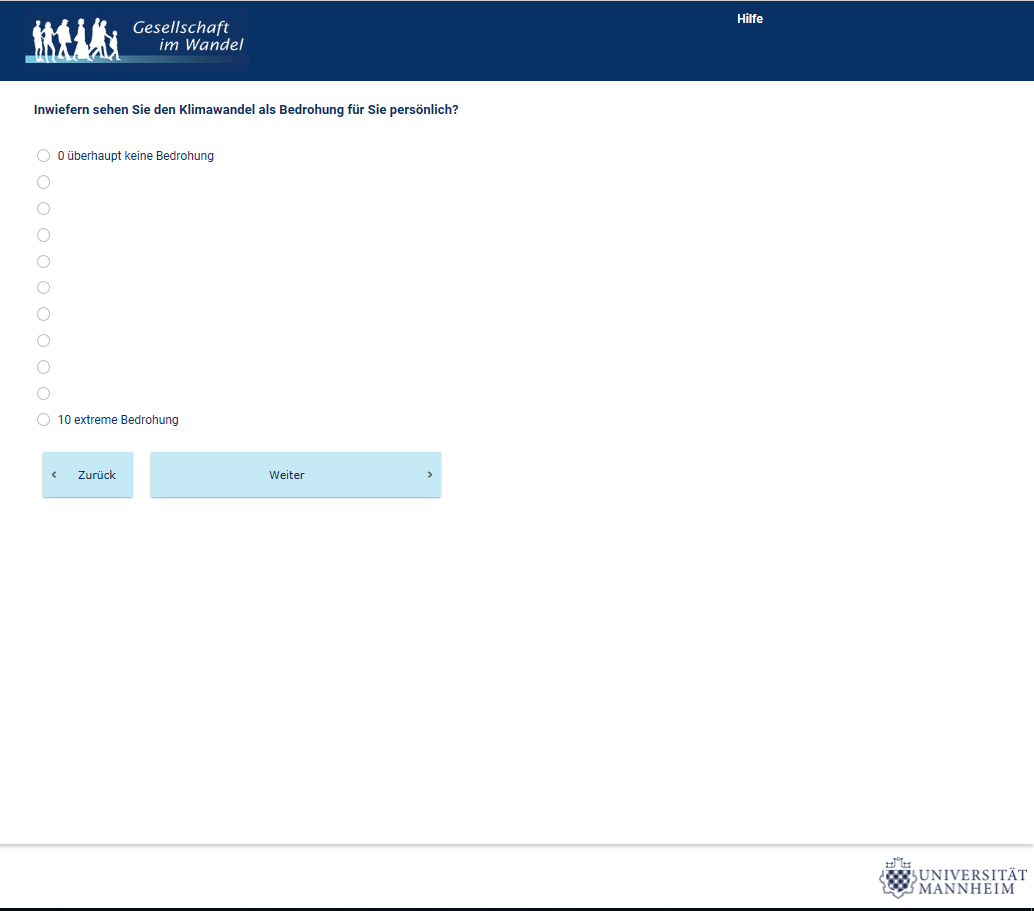 Gesellschaft
im Wandel
Hilfe
Inwiefern sehen Sie den Klimawandel als Bedrohung für Sie persönlich?
0 überhaupt keine Bedrohung
10 extreme Bedrohung
‹ Zurück
Weiter ›
UNIVERSITÄT
MANNHEIM